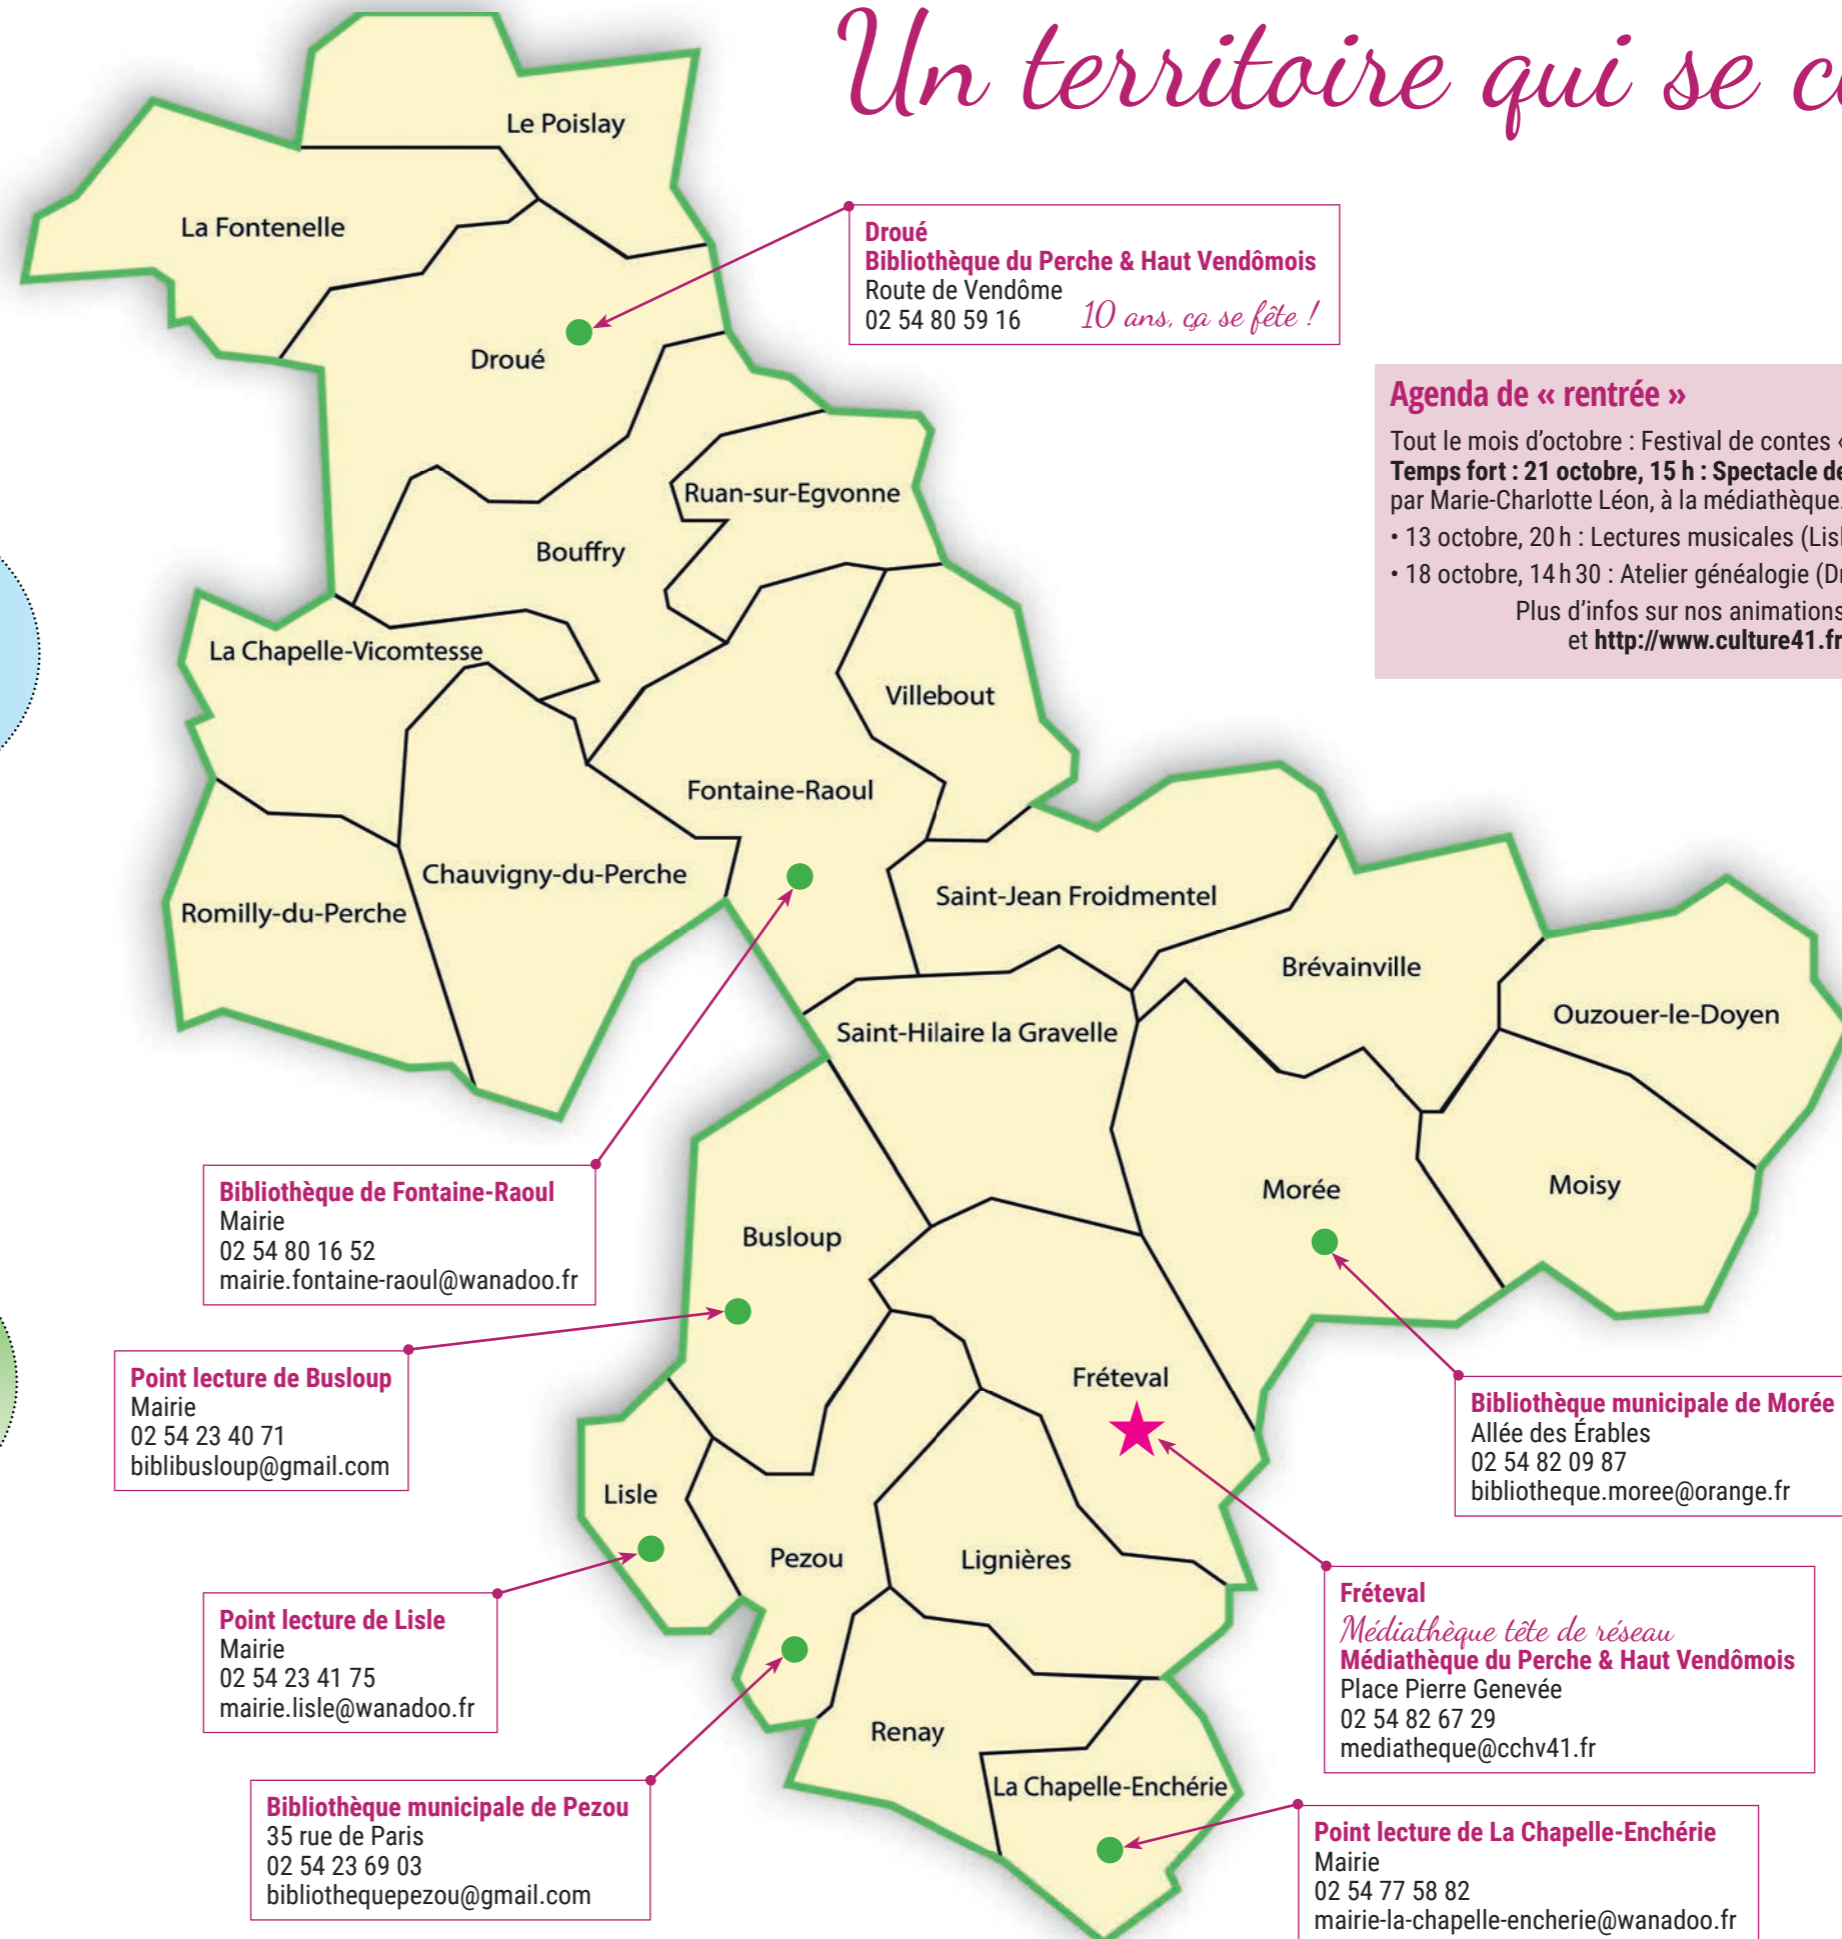 Un territoire qui se
Le Poislay
La Fontenelle
Droué
Bibliothèque du Perche & Haut Vendômois
Route de Vendôme
02 54 80 59 16
10 ans, ça se fête !
Droué
Agenda de « rentrée »
Tout le mois d'octobre : Festival de contes «
Temps fort : 21 octobre, 15 h : Spectacle de
par Marie-Charlotte Léon, à la médiathèque.
• 13 octobre, 20 h : Lectures musicales (Lisl
• 18 octobre, 14 h 30 : Atelier généalogie (Dr
Plus d'infos sur nos animations
et http://www.culture41.fr
Ruan-sur-Egvonne
Bouffry
La Chapelle-Vicomtesse
Villebout
Fontaine-Raoul
Chauvigny-du-Perche
Romilly-du-Perche
Saint-Jean Froidmentel
Brévainville
Ouzouer-le-Doyen
Saint-Hilaire la Gravelle
Morée
Moisy
Busloup
Bibliothèque de Fontaine-Raoul
Mairie
02 54 80 16 52
mairie.fontaine-raoul@wanadoo.fr
Point lecture de Busloup
Mairie
02 54 23 40 71
biblibusloup@gmail.com
Fréteval
Bibliothèque municipale de Morée
Allée des Érables
02 54 82 09 87
bibliotheque.moree@orange.fr
Lisle
Pezou
Lignières
Point lecture de Lisle
Mairie
02 54 23 41 75
mairie.lisle@wanadoo.fr
Fréteval
Médiathèque tête de réseau
Médiathèque du Perche & Haut Vendômois
Place Pierre Genevée
02 54 82 67 29
mediatheque@cchv41.fr
Renay
La Chapelle-Enchérie
Bibliothèque municipale de Pezou
35 rue de Paris
02 54 23 69 03
bibliothequepezou@gmail.com
Point lecture de La Chapelle-Enchérie
Mairie
02 54 77 58 82
mairie-la-chapelle-encherie@wanadoo.fr